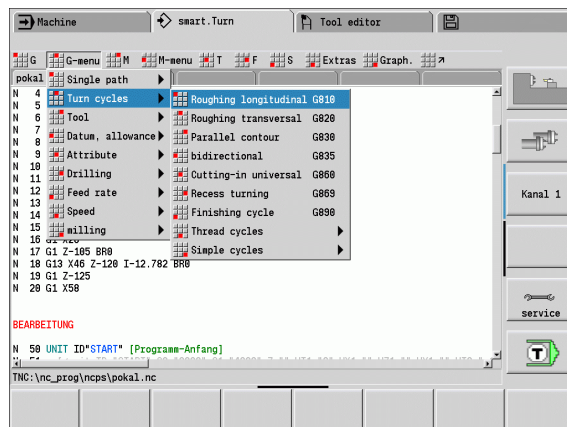 Machine
smart.Turn
Tool editor
G G-menu M M-menu T F S Extras Graph.
pokal
Single path
N 4 Turn cycles Roughing longitudinal G810
N 5
N 6 Tool Roughing transversal G820
N 7 Datum, allowance Parallel contour G830
N 8
N 9 Attribute bidirectional G835
N 10
N 11 Drilling Cutting-in universal G860
N 12 Feed rate Recess turning G869
N 13
N 14 Speed Finishing cycle G890
N 15 milling Thread cycles
N 16 G1 X20
Simple cycles
N 17 G1 Z-105 BR0
N 18 G13 X46 Z-120 I-12.782 BR0
N 19 G1 Z-125
N 20 G1 X58
BEARBEITUNG
N 50 UNIT ID"START" [Programm-Anfang]
TNC:\nc_prog\ncps\pokal.nc
Kanal 1
service
T